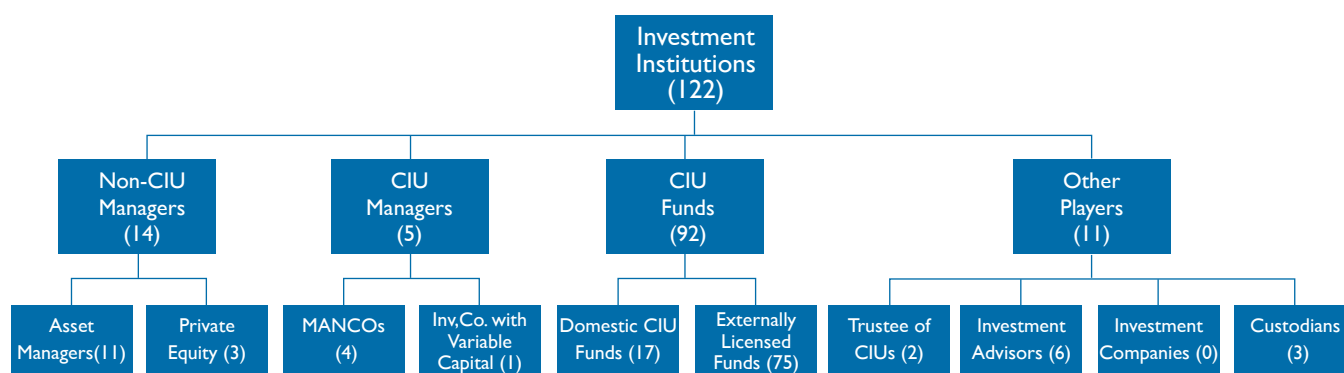 Investment
Institutions
(122)
Non-CIU
Managers
(14)
CIU
Managers
(5)
CIU
Funds
(92)
Other
Players
(11)
Asset
Managers(11)
Private
Equity (3)
MANCOs
(4)
Inv,Co. with
Variable
Capital (1)
Domestic CIU
Funds (17)
Externally
Licensed
Funds (75)
Trustee of
CIUs (2)
Investment
Advisors (6)
Investment
Companies (0)
Custodians
(3)